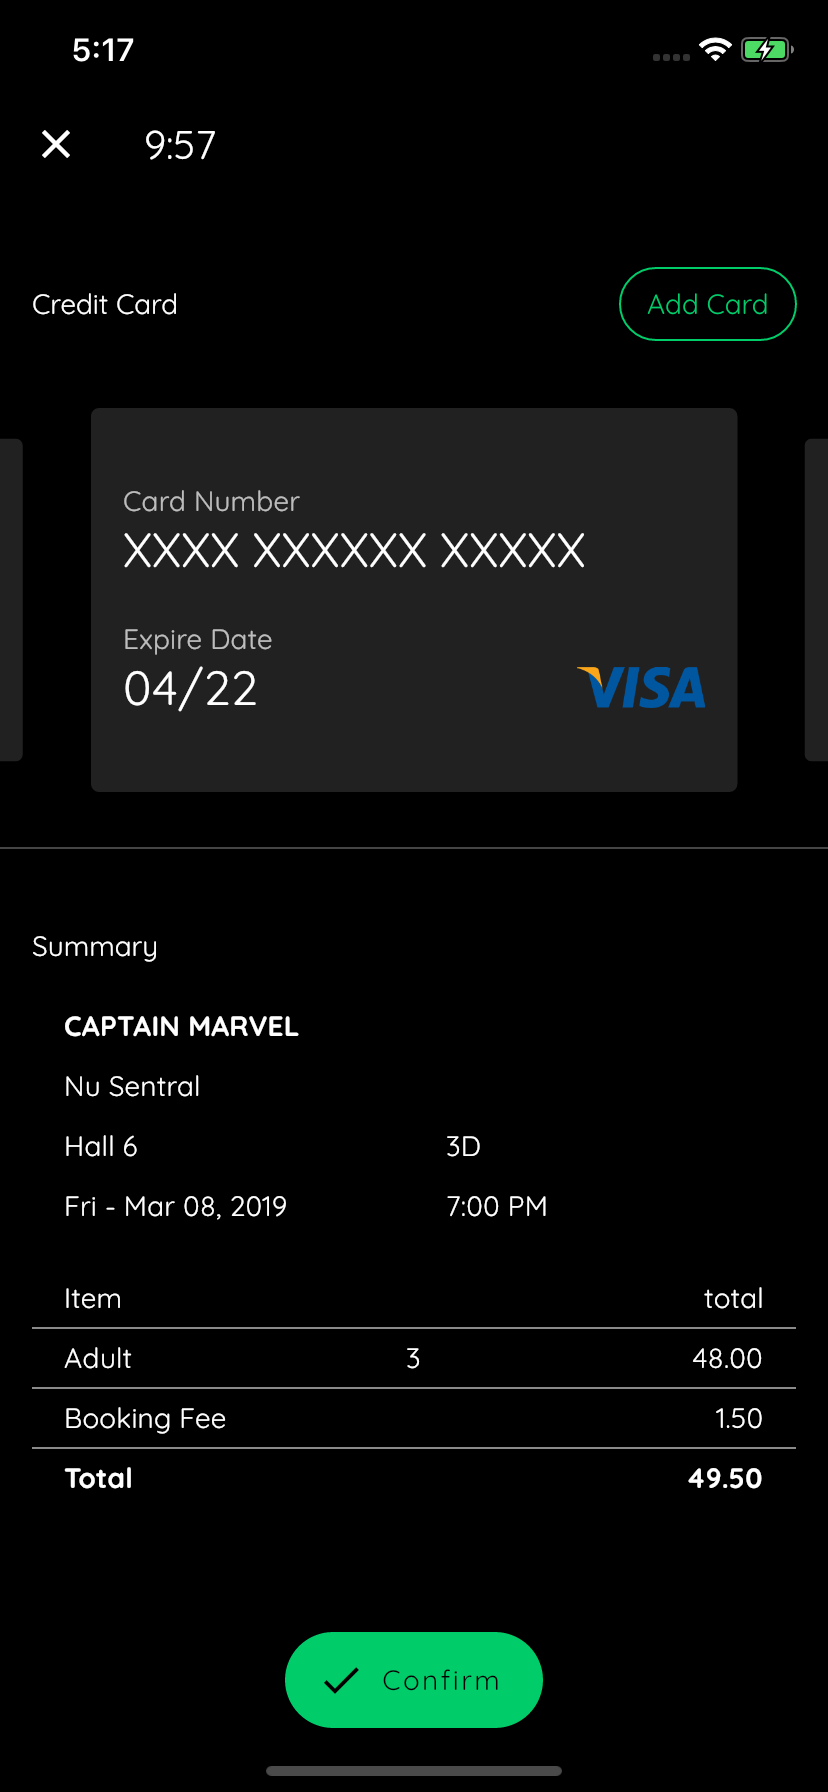 5:17
9:57
Credit Card
Add Card
Card Number
XXXX XXXXXX XXXXX
Expire Date
04/22
VISA
Summary
CAPTAIN MARVEL
Nu Sentral
Hall 6 3D
Fri - Mar 08, 2019 7:00 PM
Item total
Adult 3 48.00
Booking Fee 1.50
Total 49.50
Confirm